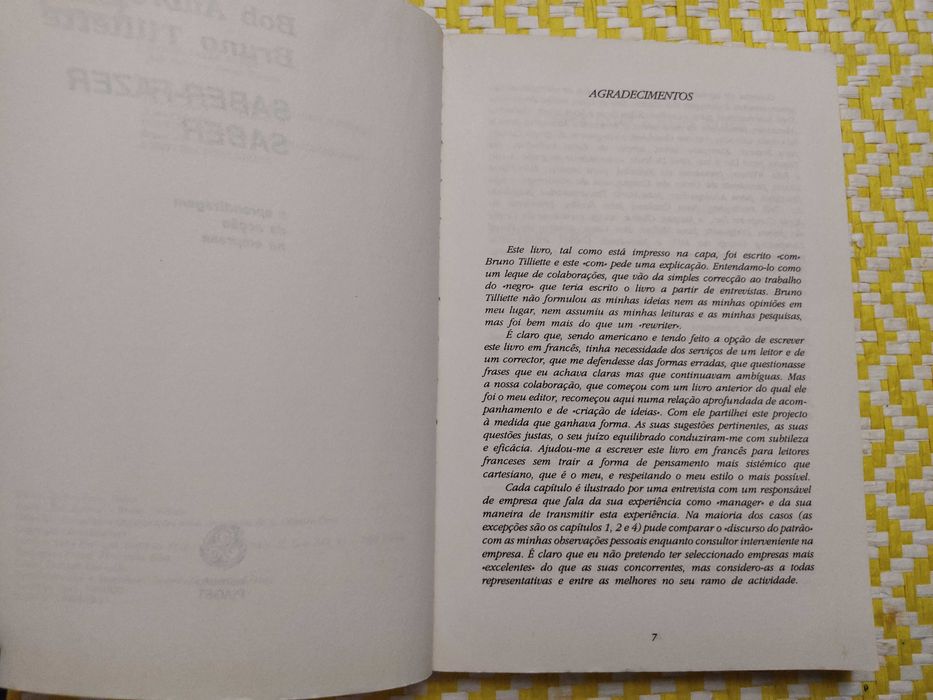 AGRADECIMENTOS
Este livro, tal como está impresso na capa, foi escrito «com»
Bruno Tilliette e este «com» pede uma explicação. Entendamo-lo como
um leque de colaborações, que vão da simples correcção ao trabalho
do «negro» que teria escrito o livro a partir de entrevistas. Bruno
Tilliette não formulou as minhas ideias nem as minhas opiniões em
meu lugar, nem assumiu as minhas leituras e as minhas pesquisas,
mas foi bem mais do que um «rewriter».
É claro que, sendo americano e tendo feito a opção de escrever
este livro em francês, tinha necessidade dos serviços de um leitor e de
um corrector, que me defendesse das formas erradas, que questionasse
frases que eu achava claras mas que continuavam ambíguas. Mas
a nossa colaboração, que começou com um livro anterior do qual ele
foi o meu editor, recomeçou aqui numa relação aprofundada de acom-
panhamento e de «criação de ideias». Com ele partilhei este projecto
à medida que ganhava forma. As suas sugestões pertinentes, as suas
questões justas, o seu juízo equilibrado conduziram-me com subtileza
e eficácia. Ajudou-me a escrever este livro em francês para leitores
franceses sem trair a forma de pensamento mais sistémico que
cartesiano, que é o meu, e respeitando o meu estilo o mais possível.
Cada capítulo é ilustrado por uma entrevista com um responsável
de empresa que fala da sua experiência como «manager» e da sua
maneira de transmitir esta experiência. Na maioria dos casos (as
excepções são os capítulos 1, 2 e 4) pude comparar o «discurso do patrão»
com as minhas observações pessoais enquanto consultor interveniente na
empresa. É claro que eu não pretendo ter seleccionado empresas mais
«excelentes» do que as suas concorrentes, mas considero-as a todas
representativas e entre as melhores no seu ramo de actividade.
7